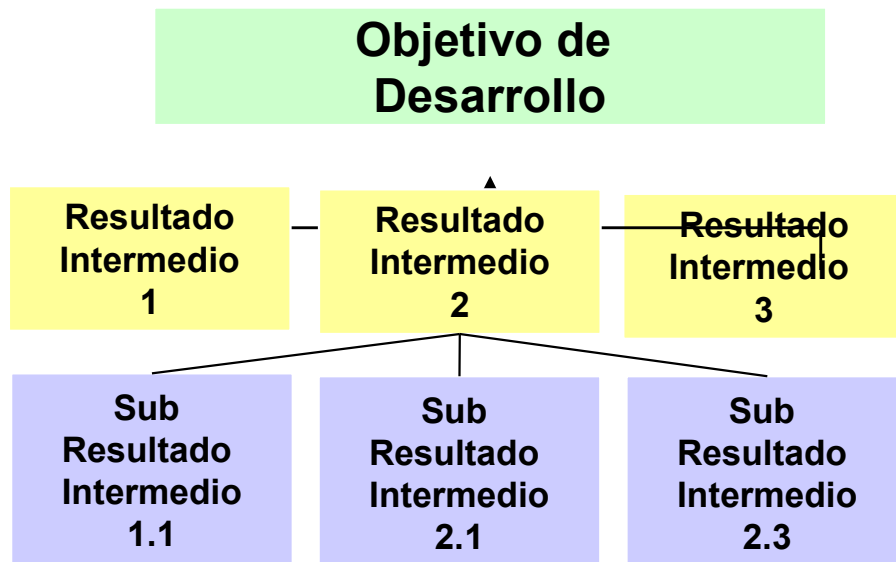 Objetivo de
Desarrollo
Resultado
Intermedio
1
Resultado
Intermedio
2
Resultado
Intermedio
3
Sub
Resultado
Intermedio
1.1
Sub
Resultado
Intermedio
2.1
Sub
Resultado
Intermedio
2.3